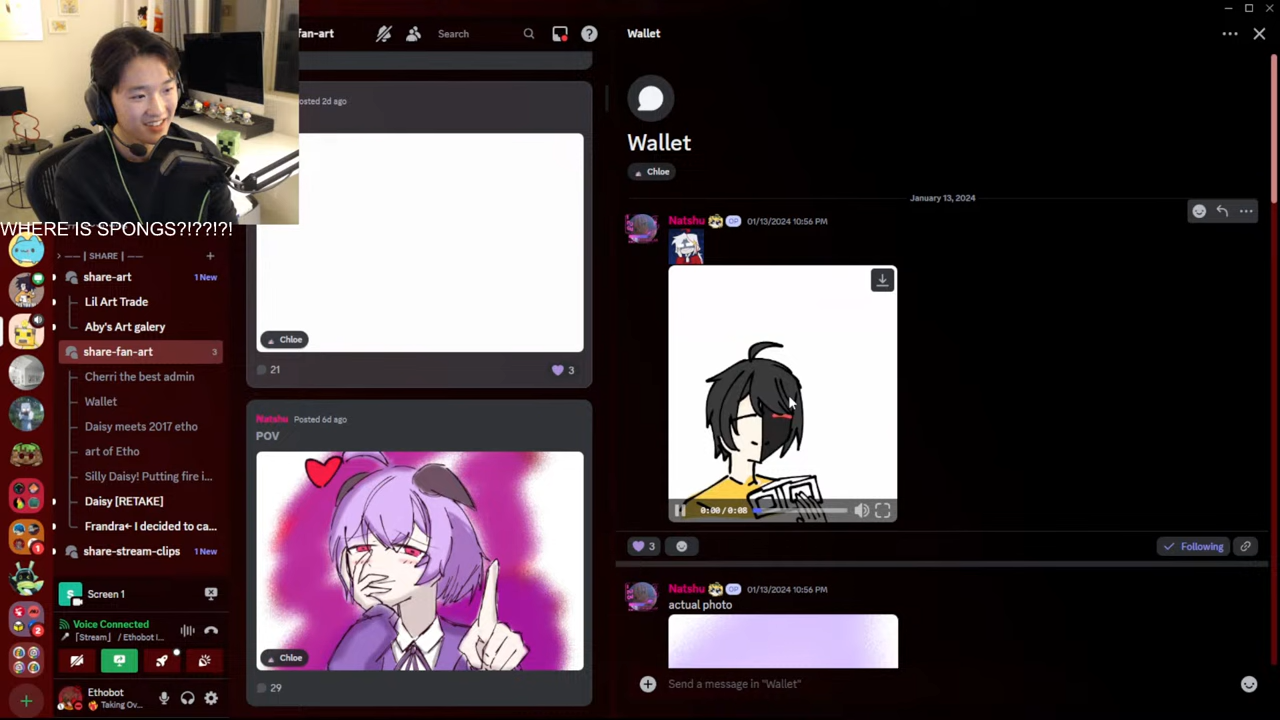 fan-art
Search
Wallet
Posted 2d ago
Wallet
Chloe
January 13, 2024
Natshu OP 01/13/2024 10:56 PM
WHERE IS SPONGS?!??!?!
— | SHARE | —
share-art 1 New
Lil Art Trade
Aby's Art galery
share-fan-art 3
Cherri the best admin
Wallet
Daisy meets 2017 etho
art of Etho
Silly Daisy! Putting fire i...
Daisy [RETAKE]
Frandra<- I decided to ca...
share-stream-clips 1 New
Chloe
21
3
Natshu Posted 6d ago
POV
Chloe
29
0:00 / 0:08
3
Following
Natshu OP 01/13/2024 10:56 PM
actual photo
Send a message in "Wallet"
Screen 1
Voice Connected
「Stream」 / Ethobot I...
1
2
Ethobot
Taking Ov...